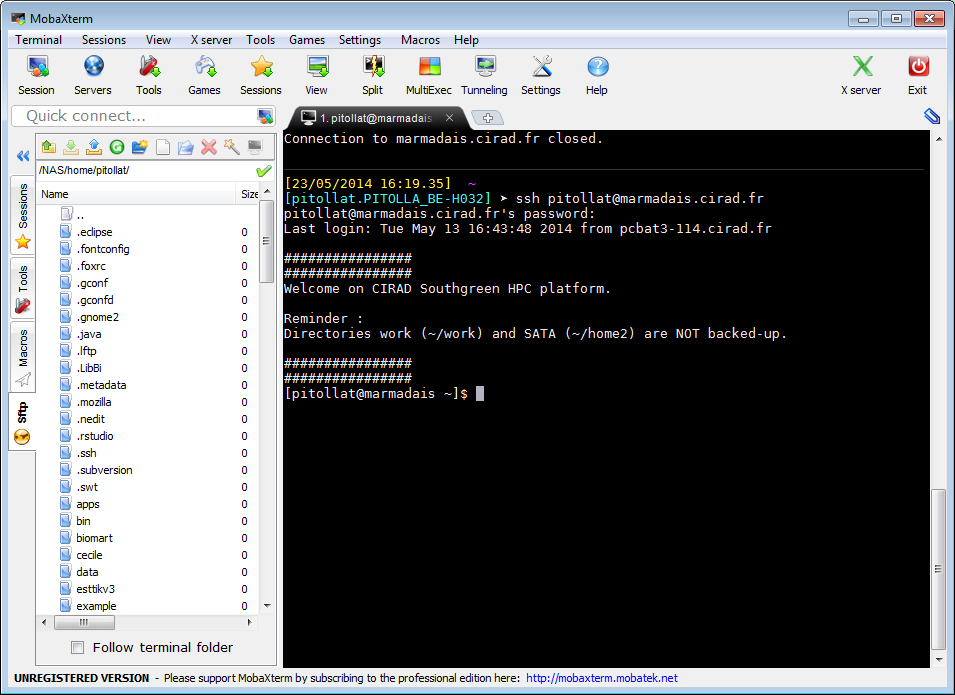 MobaXterm
Terminal Sessions View X server Tools Games Settings Macros Help
Session Servers Tools Games Sessions View Split MultiExec Tunneling Settings Help X server Exit
Quick connect...
1. pitollat@marmadais
/NAS/home/pitollat/
Name Size
..
.eclipse 0
.fontconfig 0
.foxrc 0
.gconf 0
.gconfd 0
.gnome2 0
.java 0
.lftp 0
.LibBi 0
.metadata 0
.mozilla 0
.nedit 0
.rstudio 0
.ssh 0
.subversion 0
.swt 0
apps 0
bin 0
biomart 0
cecile 0
data 0
esttikv3 0
example 0
Follow terminal folder
Sessions
Tools
Macros
Sftp
Connection to marmadais.cirad.fr closed.
[23/05/2014 16:19.35] ~
[pitollat.PITOLLA_BE-H032] ➤ ssh pitollat@marmadais.cirad.fr
pitollat@marmadais.cirad.fr's password:
Last login: Tue May 13 16:43:48 2014 from pcbat3-114.cirad.fr
################
################
Welcome on CIRAD Southgreen HPC platform.
Reminder :
Directories work (~/work) and SATA (~/home2) are NOT backed-up.
################
################
[pitollat@marmadais ~]$
UNREGISTERED VERSION - Please support MobaXterm by subscribing to the professional edition here: http://mobaxterm.mobatek.net